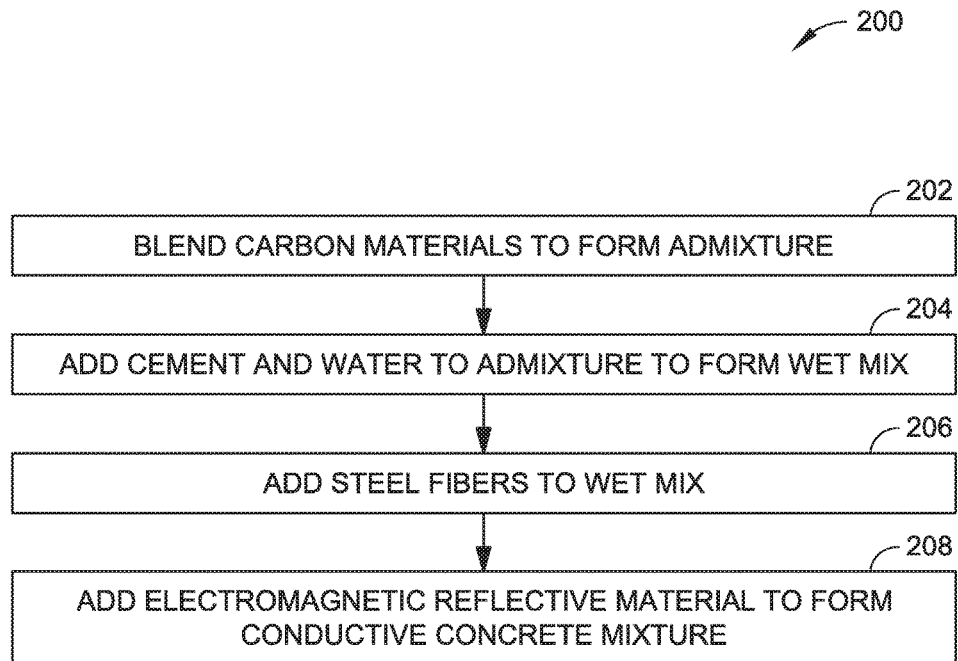 200
202
BLEND CARBON MATERIALS TO FORM ADMIXTURE
204
ADD CEMENT AND WATER TO ADMIXTURE TO FORM WET MIX
206
ADD STEEL FIBERS TO WET MIX
208
ADD ELECTROMAGNETIC REFLECTIVE MATERIAL TO FORM
CONDUCTIVE CONCRETE MIXTURE